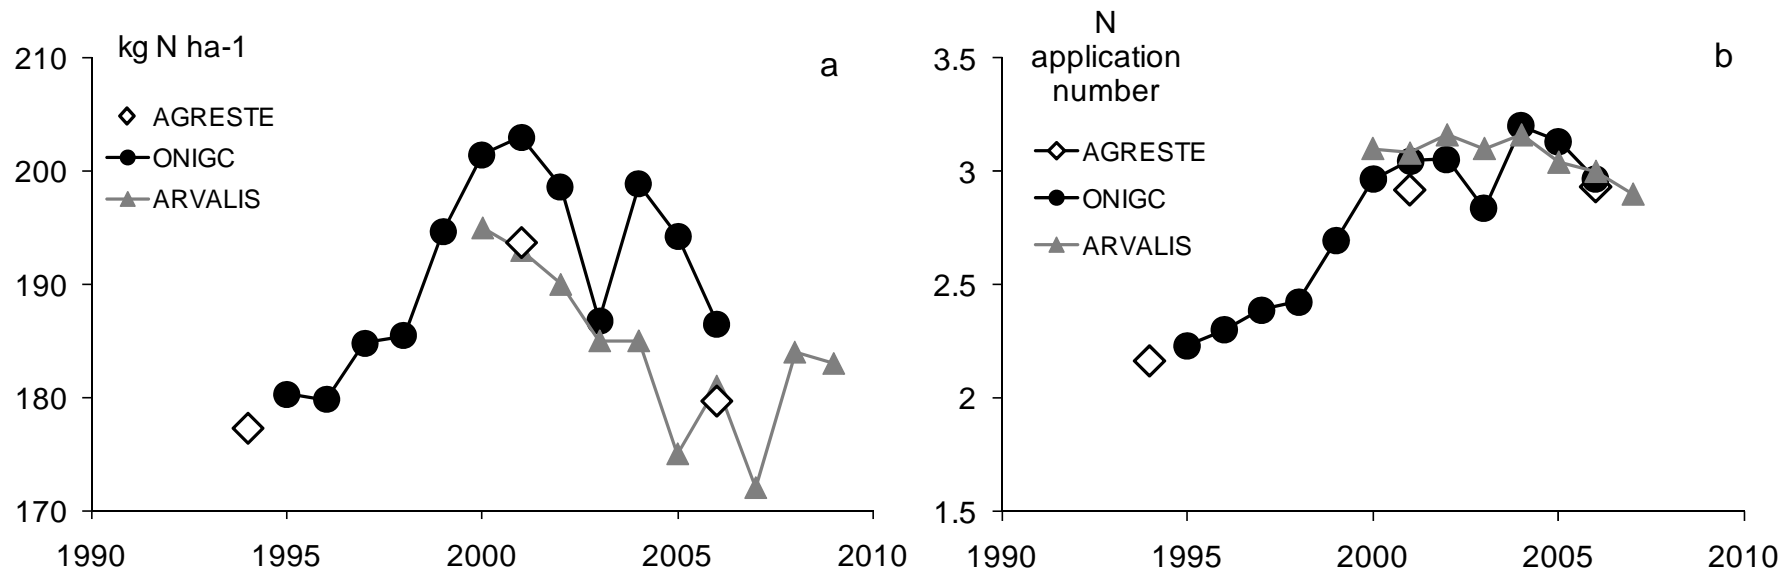 kg N ha-1
a
210
200
190
180
170
AGRESTE
ONIGC
ARVALIS
1990 1995 2000 2005 2010
N
application
number
b
3.5
3
2.5
2
1.5
AGRESTE
ONIGC
ARVALIS
1990 1995 2000 2005 2010